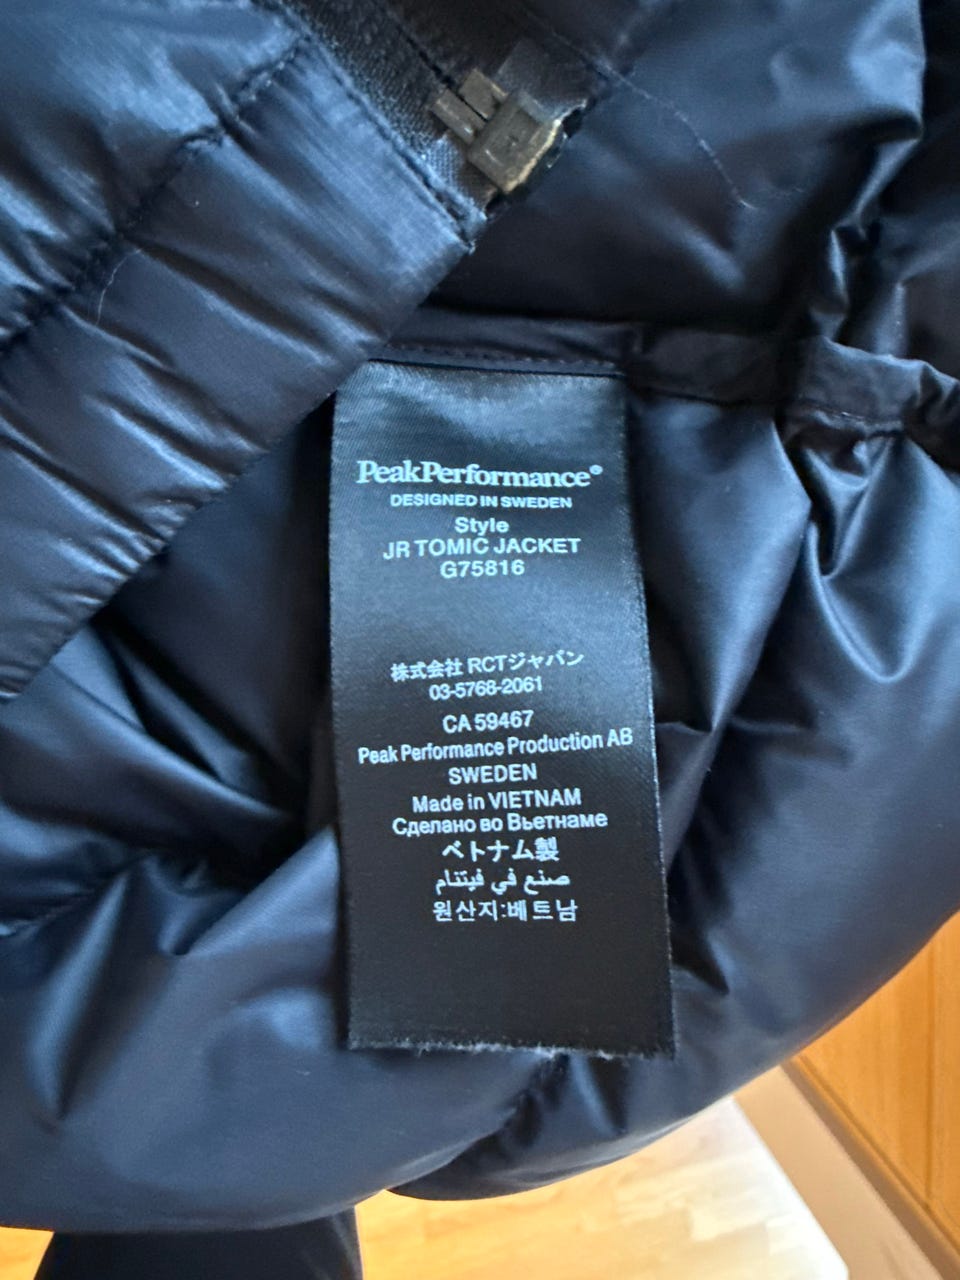 PeakPerformance®
DESIGNED IN SWEDEN
Style
JR TOMIC JACKET
G75816
株式会社 RCTジャパン
03-5768-2061
CA 59467
Peak Performance Production AB
SWEDEN
Made in VIETNAM
Сделано во Вьетнаме
ベトナム製
صنع في فيتنام
원산지:베트남